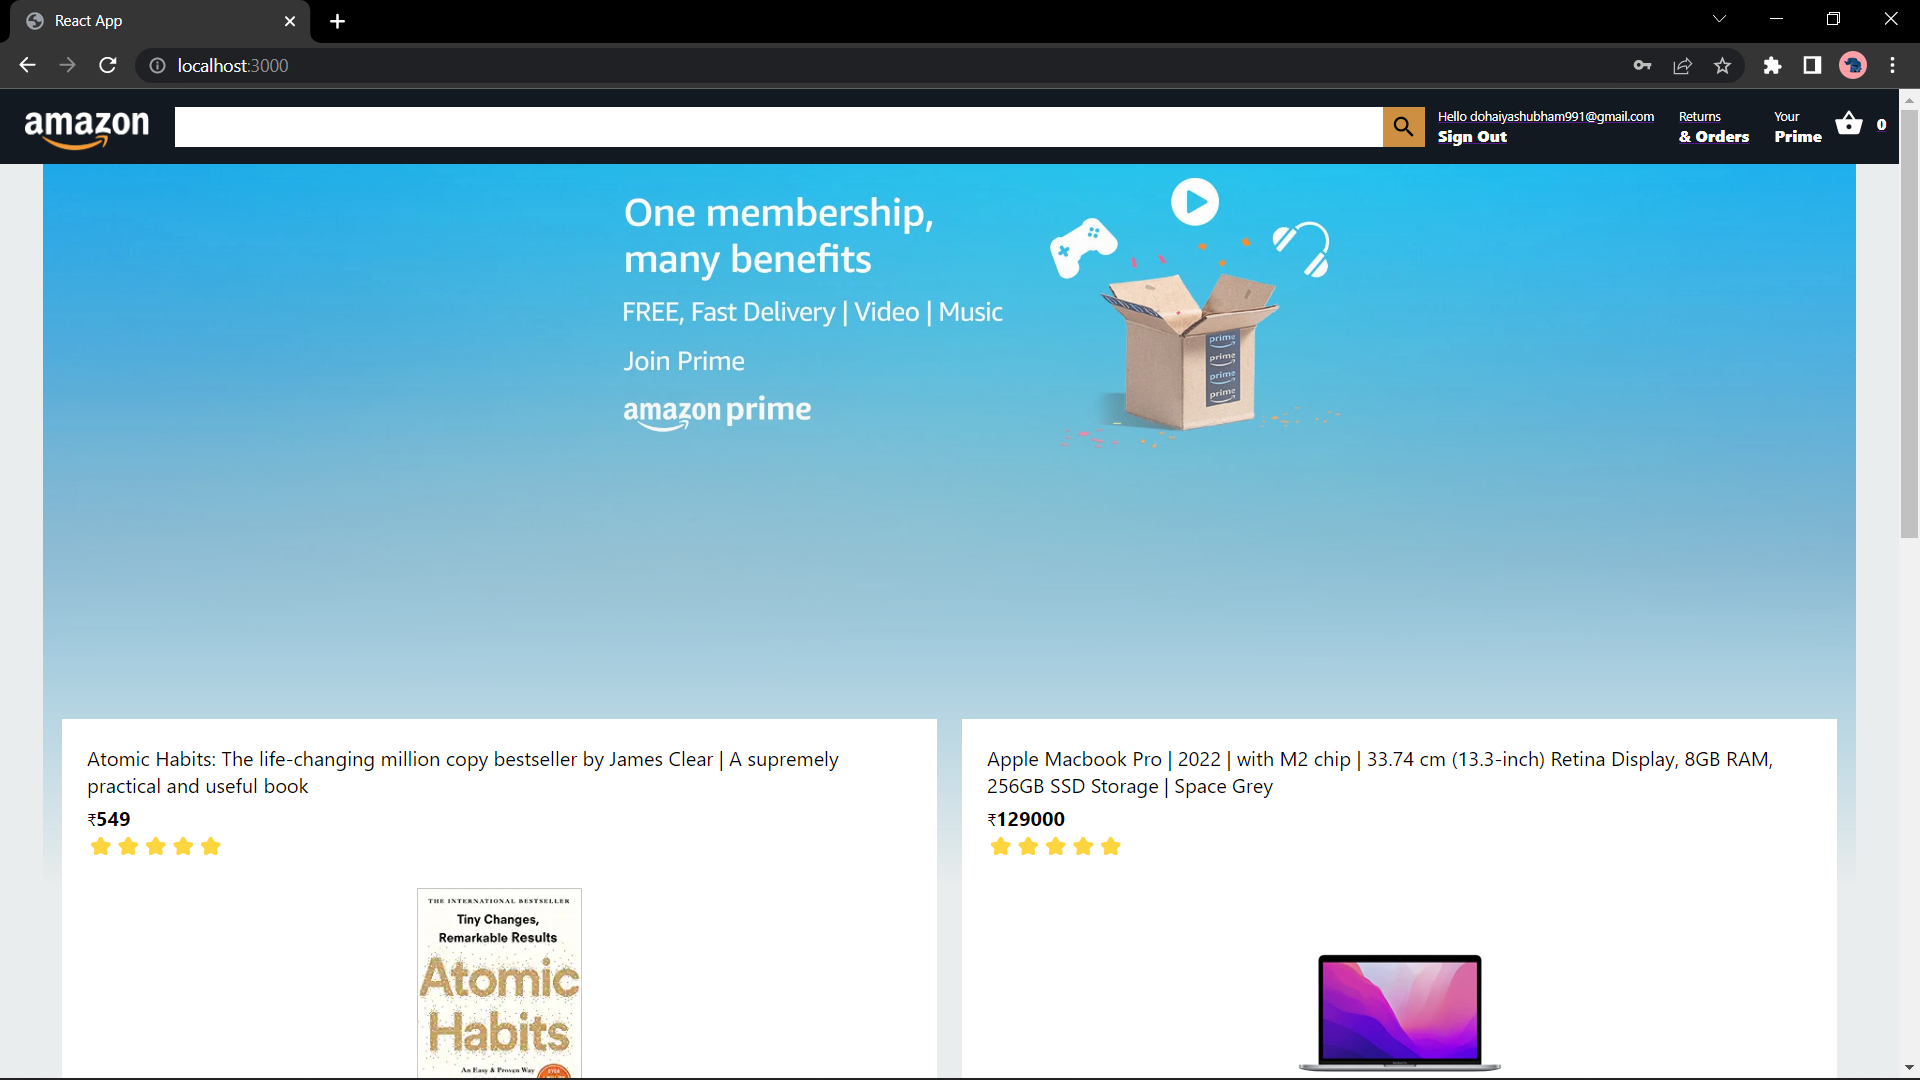 React App
localhost:3000
amazon
Hello dohaiyashubham991@gmail.com
Sign Out
Returns
& Orders
Your
Prime
0
One membership,
many benefits
FREE, Fast Delivery | Video | Music
Join Prime
amazon prime
prime
prime
prime
prime
Atomic Habits: The life-changing million copy bestseller by James Clear | A supremely
practical and useful book
₹549
Apple Macbook Pro | 2022 | with M2 chip | 33.74 cm (13.3-inch) Retina Display, 8GB RAM,
256GB SSD Storage | Space Grey
₹129000
THE INTERNATIONAL BESTSELLER
Tiny Changes,
Remarkable Results
Atomic
Habits
An Easy & Proven Way